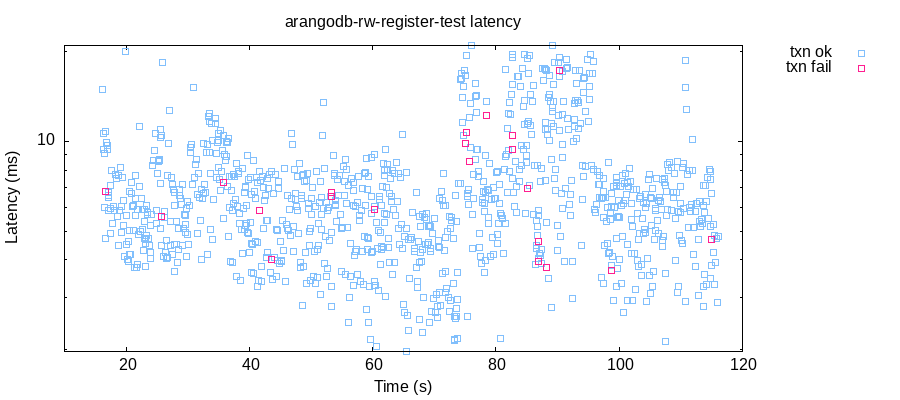 arangodb-rw-register-test latency
txn ok
txn fail
10
Latency (ms)
20 40 60 80 100 120
Time (s)